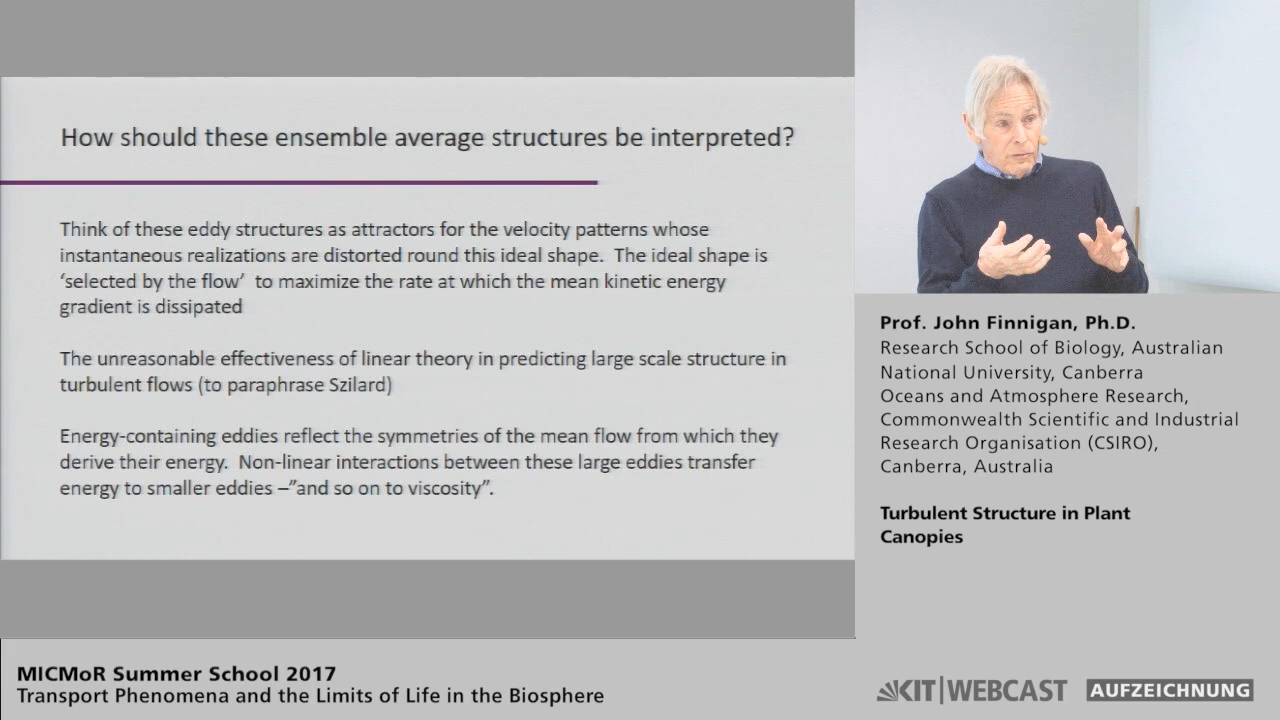 How should these ensemble average structures be interpreted?
Think of these eddy structures as attractors for the velocity patterns whose
instantaneous realizations are distorted round this ideal shape. The ideal shape is
‘selected by the flow’ to maximize the rate at which the mean kinetic energy
gradient is dissipated
The unreasonable effectiveness of linear theory in predicting large scale structure in
turbulent flows (to paraphrase Szilard)
Energy-containing eddies reflect the symmetries of the mean flow from which they
derive their energy. Non-linear interactions between these large eddies transfer
energy to smaller eddies –”and so on to viscosity”.
Prof. John Finnigan, Ph.D.
Research School of Biology, Australian
National University, Canberra
Oceans and Atmosphere Research,
Commonwealth Scientific and Industrial
Research Organisation (CSIRO),
Canberra, Australia
Turbulent Structure in Plant
Canopies
MICMoR Summer School 2017
Transport Phenomena and the Limits of Life in the Biosphere
KIT|WEBCAST AUFZEICHNUNG